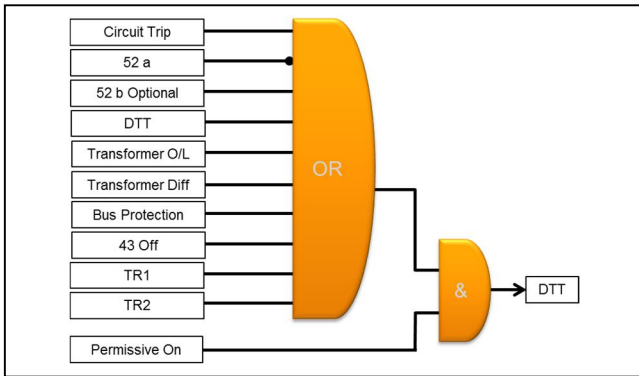 Circuit Trip
52 a
52 b Optional
DTT
Transformer O/L
Transformer Diff
Bus Protection
43 Off
TR1
TR2
Permissive On
OR
&
DTT